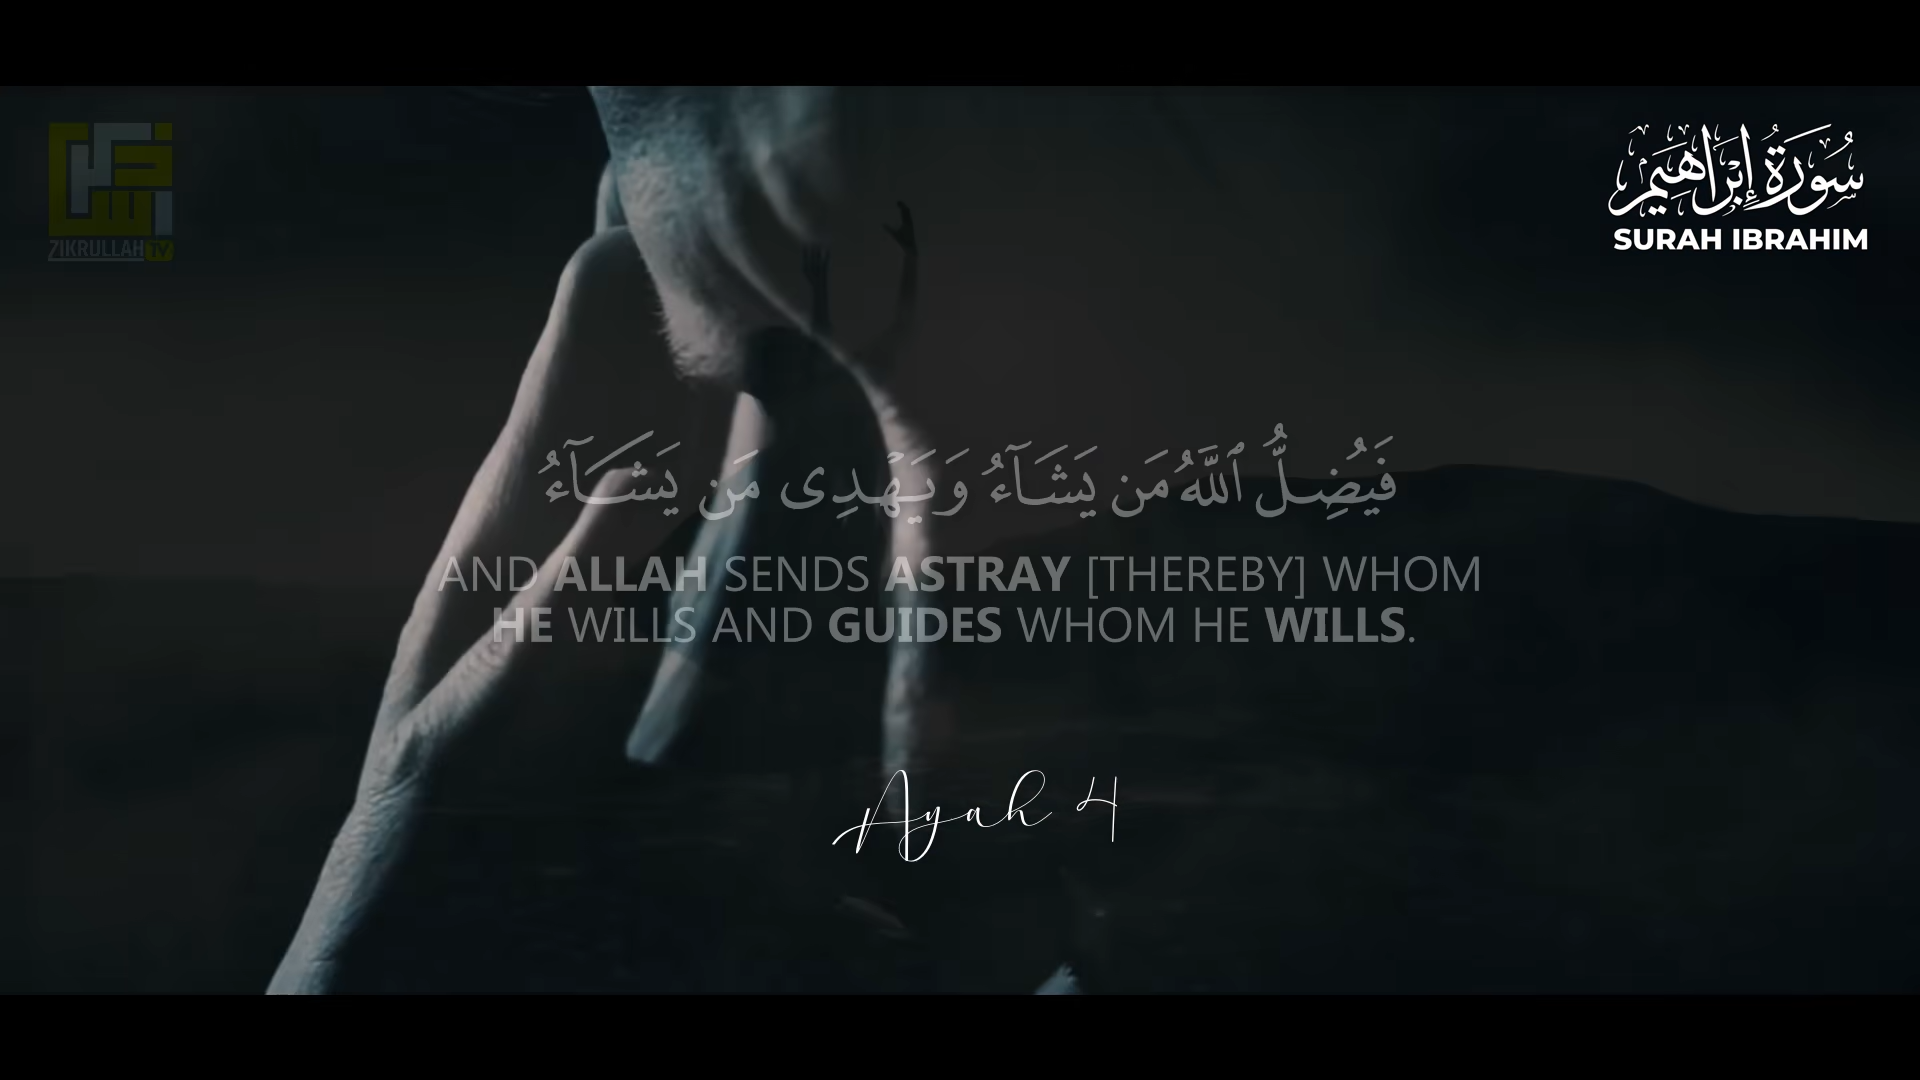 سُورَةُ إِبْرَاهِيم
SURAH IBRAHIM
ZIKRULLAH TV
فَيُضِلُّ ٱللَّهُ مَن يَشَآءُ وَيَهْدِى مَن يَشَآءُ
AND ALLAH SENDS ASTRAY [THEREBY] WHOM
HE WILLS AND GUIDES WHOM HE WILLS.
Ayah 4